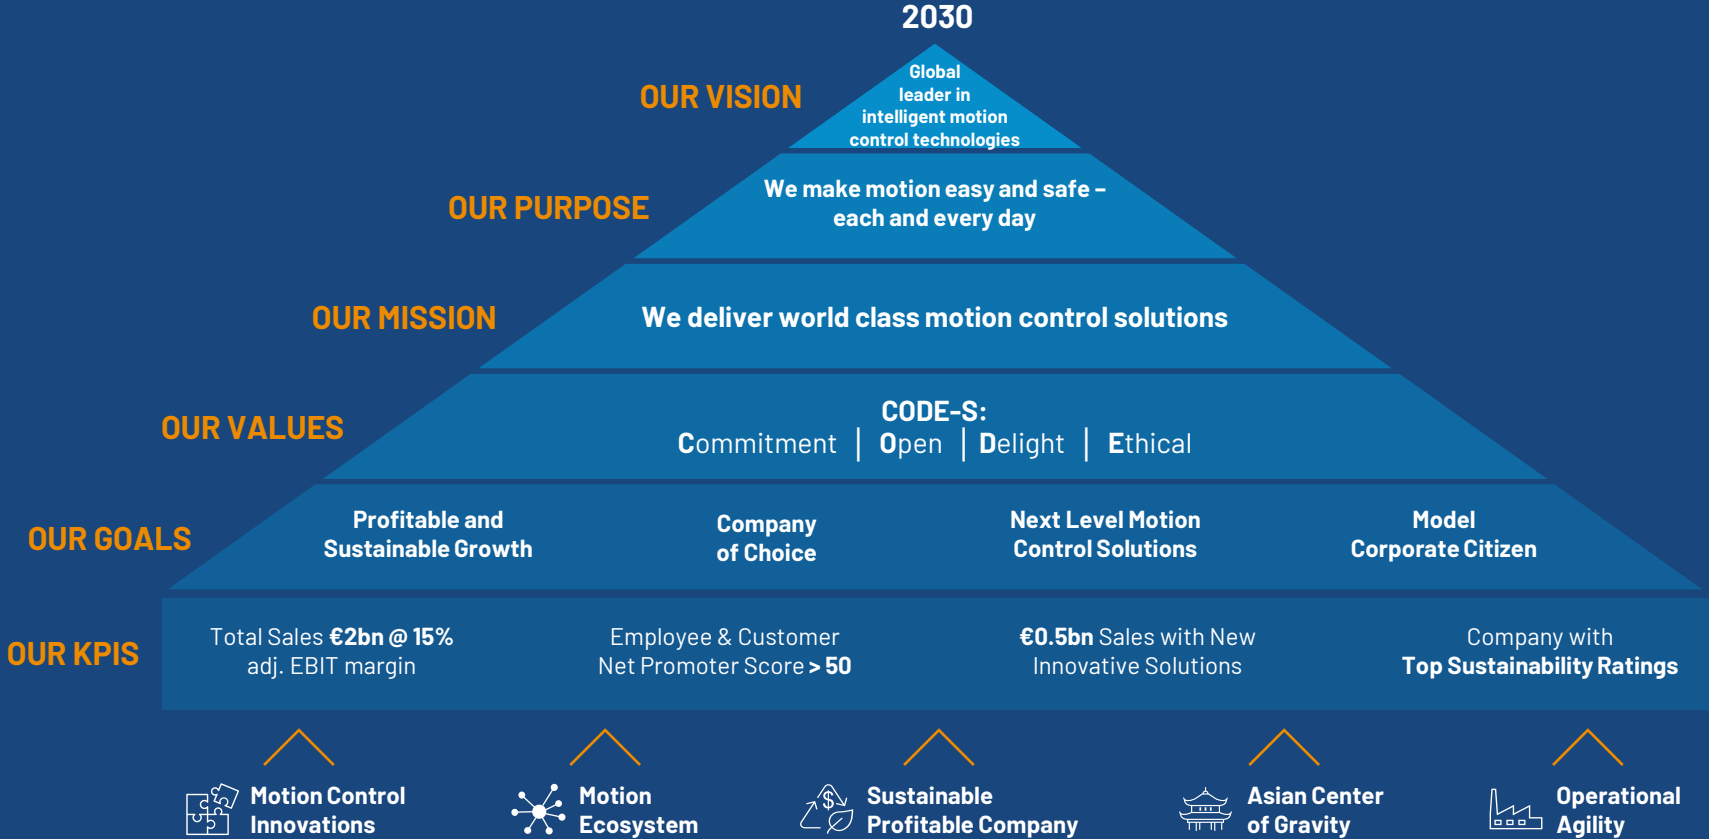 2030
OUR VISION
Global
leader in
intelligent motion
control technologies
OUR PURPOSE
We make motion easy and safe –
each and every day
OUR MISSION
We deliver world class motion control solutions
OUR VALUES
CODE-S:
Commitment | Open | Delight | Ethical
OUR GOALS
Profitable and
Sustainable Growth
Company
of Choice
Next Level Motion
Control Solutions
Model
Corporate Citizen
OUR KPIS
Total Sales €2bn @ 15%
adj. EBIT margin
Employee & Customer
Net Promoter Score > 50
€0.5bn Sales with New
Innovative Solutions
Company with
Top Sustainability Ratings
Motion Control
Innovations
Motion
Ecosystem
$
Sustainable
Profitable Company
Asian Center
of Gravity
Operational
Agility